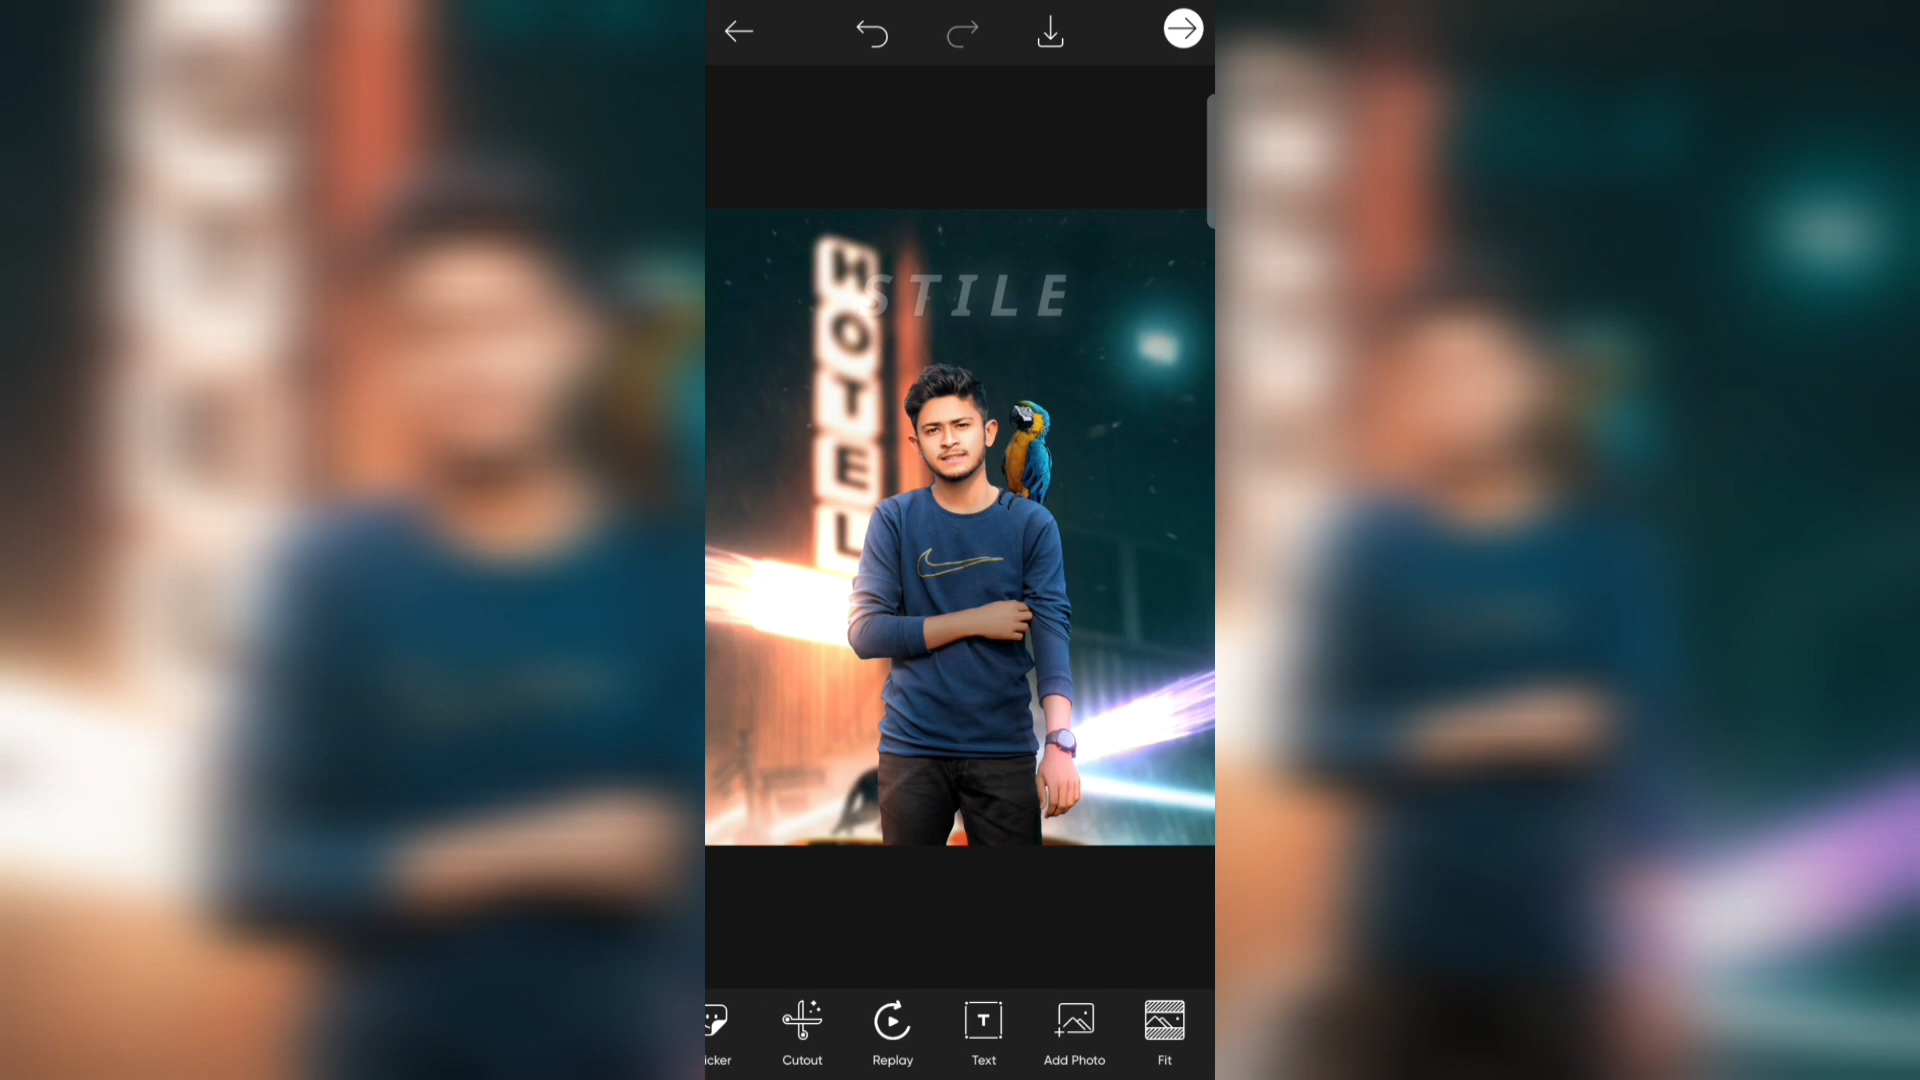 HOTEL
STILE
icker
Cutout
Replay
T
Text
Add Photo
Fit